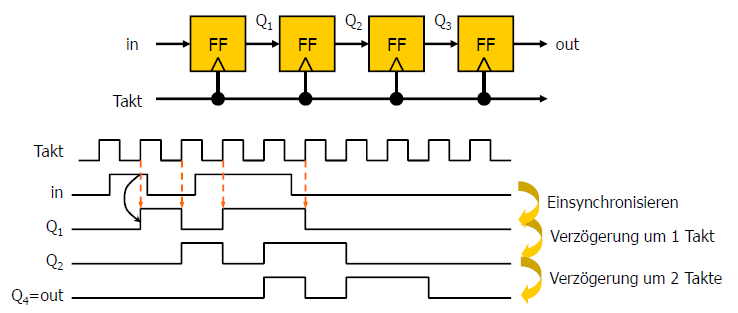 Q1 Q2 Q3
in FF FF FF FF out
Takt
Takt
in
Einsynchronisieren
Q1
Verzögerung um 1 Takt
Q2
Verzögerung um 2 Takte
Q4=out